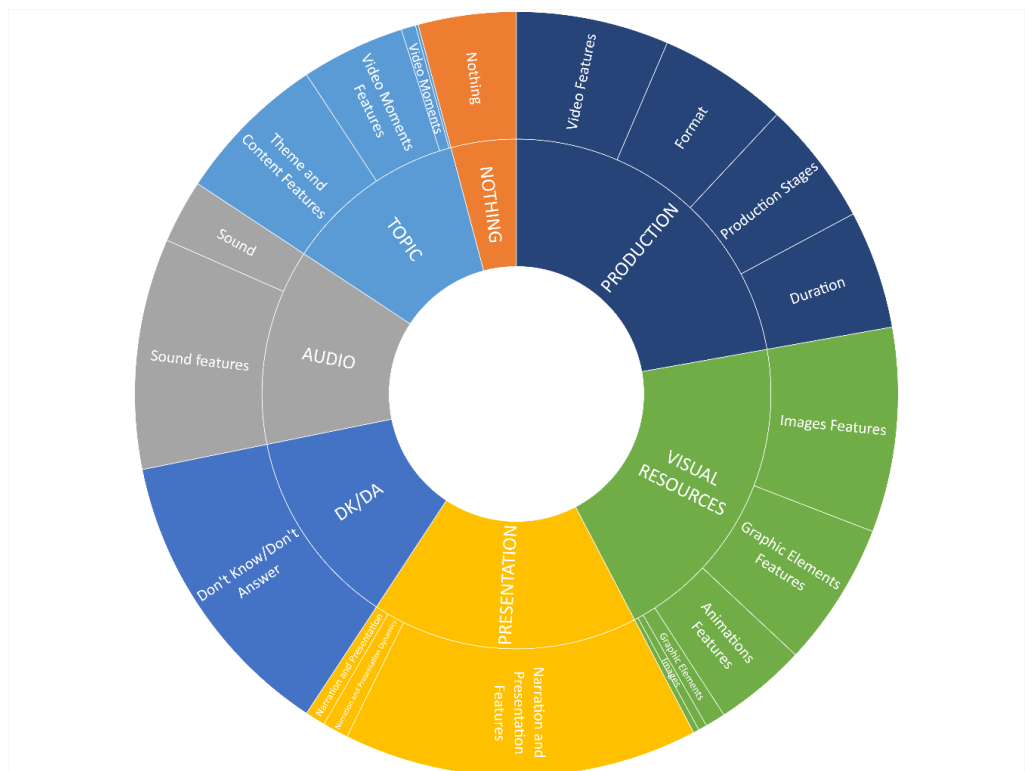 PRODUCTION
Video Features
Format
Production Stages
Duration
VISUAL
RESOURCES
Images Features
Graphic Elements
Features
Animations
Features
Graphic Elements
Images
PRESENTATION
Narration and
Presentation
Features
Narration and Presentation Dynamics
Narration and Presentation
DK/DA
Don't Know/Don't
Answer
AUDIO
Sound features
Sound
TOPIC
Theme and
Content Features
Video Moments
Features
Video Moments
NOTHING
Nothing